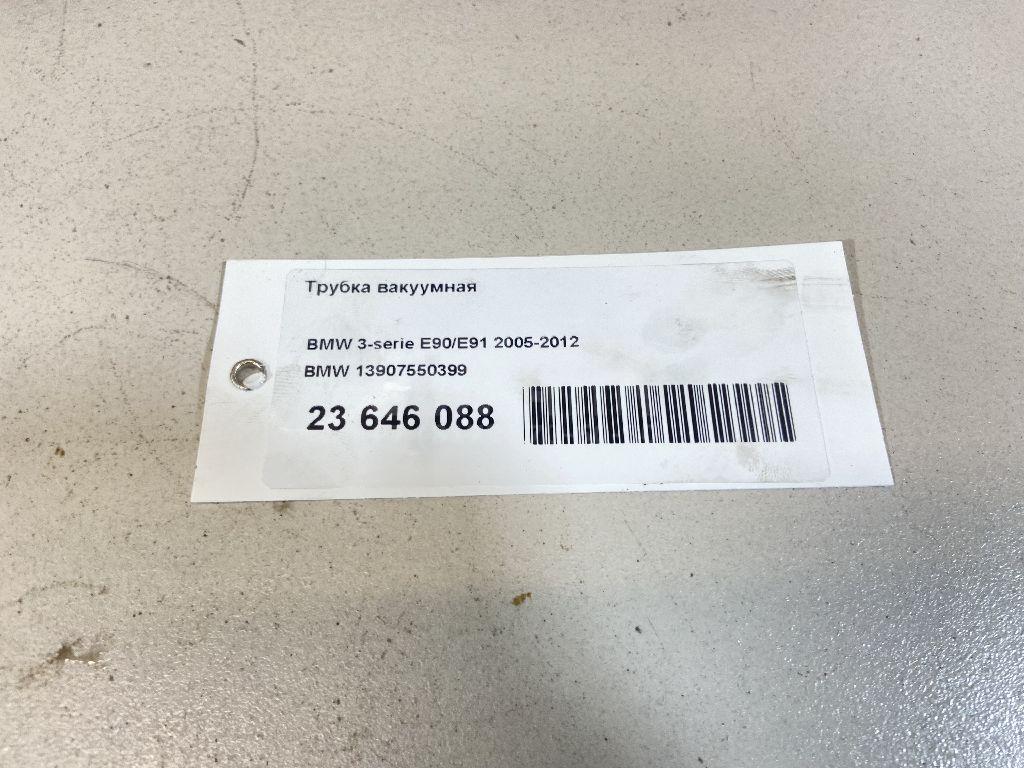 Трубка вакуумная
BMW 3-serie E90/E91 2005-2012
BMW 13907550399
23 646 088